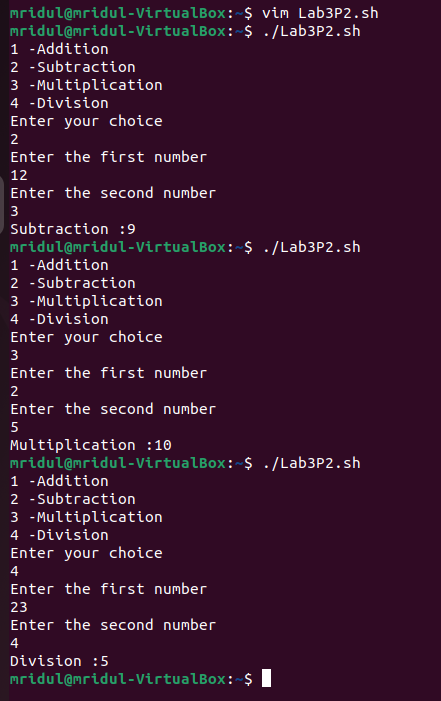 mridul@mridul-VirtualBox:~$ vim Lab3P2.sh
mridul@mridul-VirtualBox:~$ ./Lab3P2.sh
1 -Addition
2 -Subtraction
3 -Multiplication
4 -Division
Enter your choice
2
Enter the first number
12
Enter the second number
3
Subtraction :9
mridul@mridul-VirtualBox:~$ ./Lab3P2.sh
1 -Addition
2 -Subtraction
3 -Multiplication
4 -Division
Enter your choice
3
Enter the first number
2
Enter the second number
5
Multiplication :10
mridul@mridul-VirtualBox:~$ ./Lab3P2.sh
1 -Addition
2 -Subtraction
3 -Multiplication
4 -Division
Enter your choice
4
Enter the first number
23
Enter the second number
4
Division :5
mridul@mridul-VirtualBox:~$